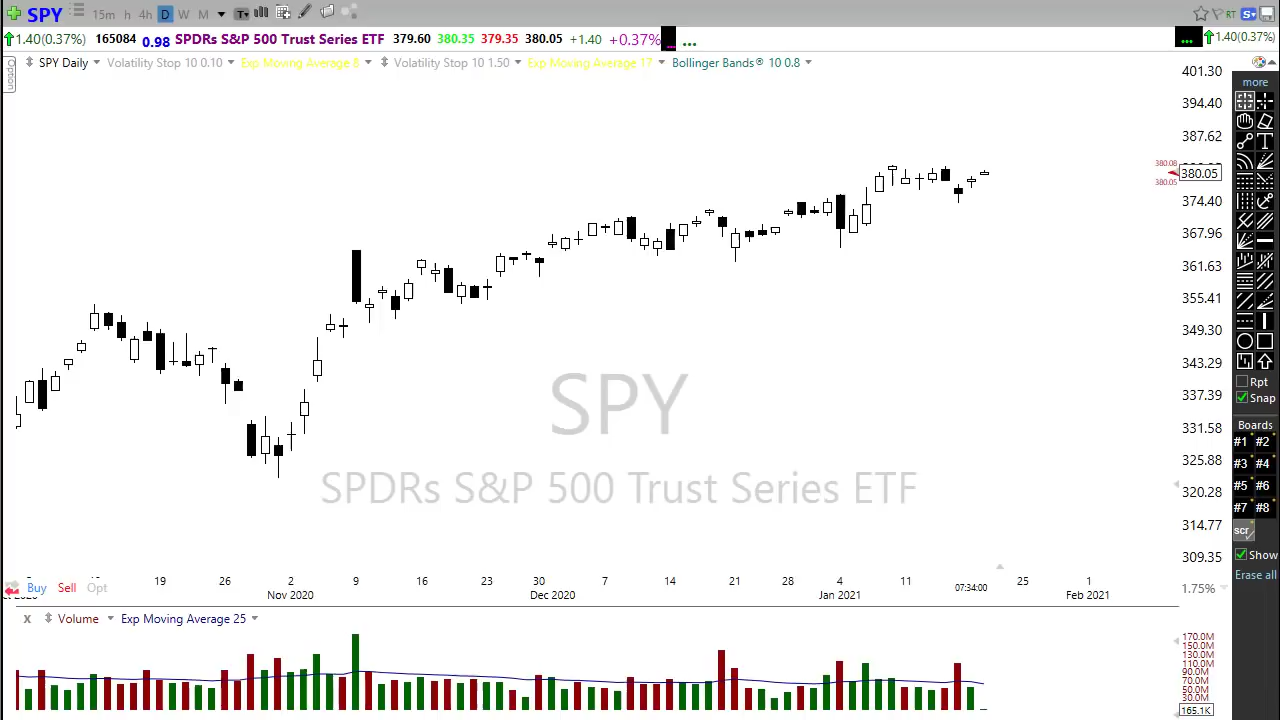 SPY 15m h 4h D W M T RT S
1.40(0.37%) 165084 0.98 SPDRs S&P 500 Trust Series ETF 379.60 380.35 379.35 380.05 +1.40 +0.37% ... ... ... 1.40(0.37%)
Option SPY Daily Volatility Stop 10 0.10 Exp Moving Average 8 Volatility Stop 10 1.50 Exp Moving Average 17 Bollinger Bands® 10 0.8
401.30
more
394.40
387.62
380.08
380.05
380.05
374.40
367.96
361.63
355.41
349.30
343.29
337.39
331.58
325.88
320.28
314.77
309.35
T
Rpt
Snap
Boards
#1 #2
#3 #4
#5 #6
#7 #8
scr
Show
Erase all
SPY
SPDRs S&P 500 Trust Series ETF
19 26 2 9 16 23 30 7 14 21 28 4 11 25 1
Buy Sell Opt 07:34:00 1.75%
Nov 2020 Dec 2020 Jan 2021 Feb 2021
x Volume Exp Moving Average 25
170.0M
150.0M
130.0M
110.0M
90.0M
70.0M
50.0M
30.0M
165.1K